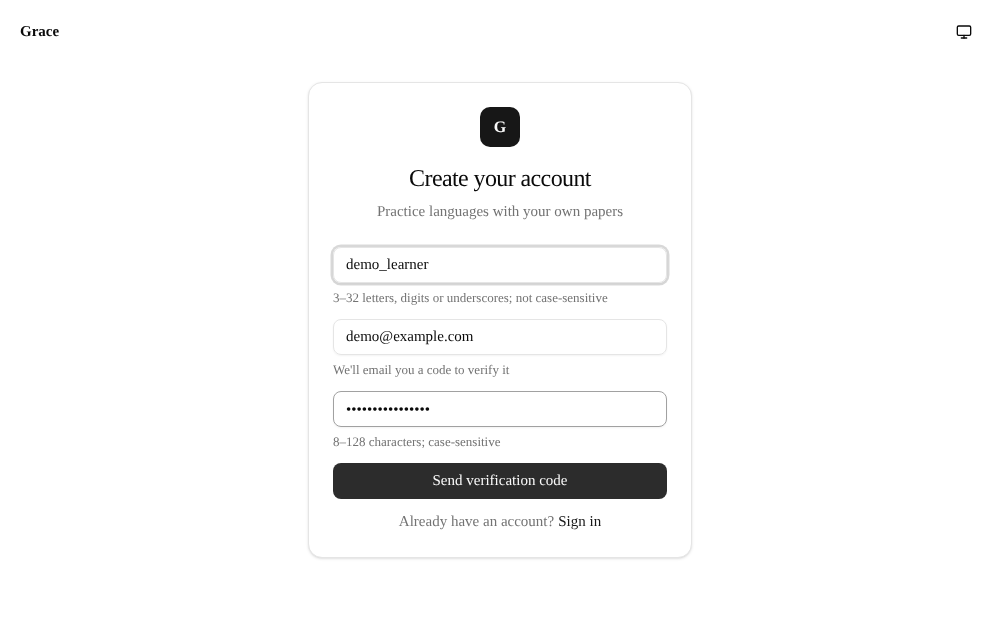 Grace
G
Create your account
Practice languages with your own papers
demo_learner
3–32 letters, digits or underscores; not case-sensitive
demo@example.com
We'll email you a code to verify it
••••••••••••••••
8–128 characters; case-sensitive
Send verification code
Already have an account? Sign in